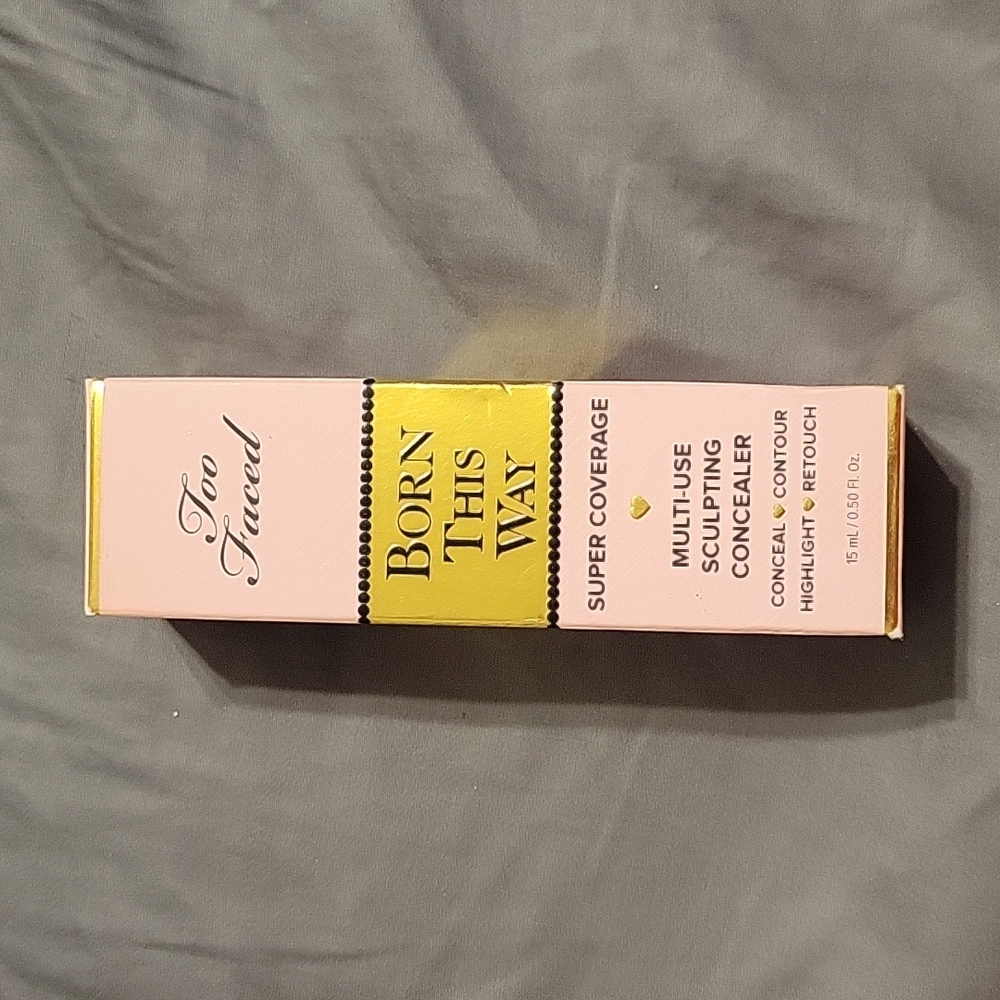 Too
Faced
BORN
THIS
WAY
SUPER COVERAGE
MULTI-USE
SCULPTING
CONCEALER
CONCEAL CONTOUR
HIGHLIGHT RETOUCH
15 mL / 0.50 Fl. Oz.